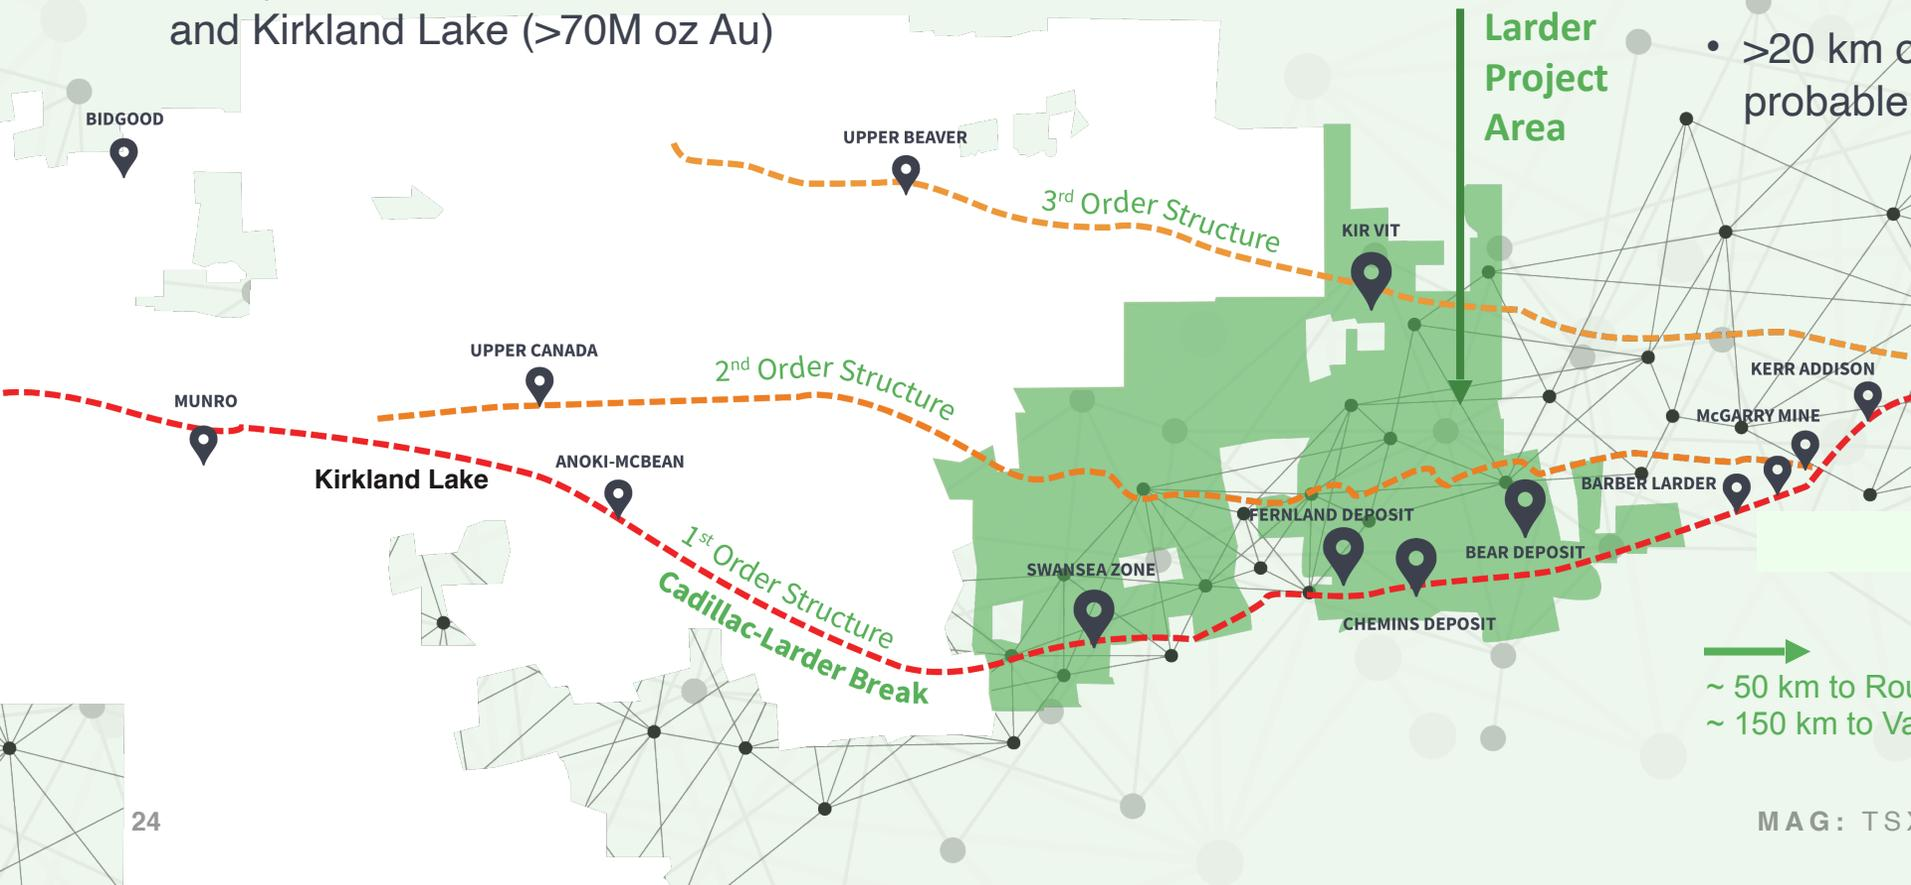 and Kirkland Lake (>70M oz Au)
Larder
Project
Area
• >20 km
probable
BIDGOOD
UPPER BEAVER
3rd Order Structure
KIR VIT
UPPER CANADA
2nd Order Structure
KERR ADDISON
MUNRO
McGARRY MINE
Kirkland Lake
ANOKI-MCBEAN
BARBER LARDER
FERNLAND DEPOSIT
1st Order Structure
BEAR DEPOSIT
SWANSEA ZONE
Cadillac-Larder Break
CHEMINS DEPOSIT
~ 50 km to
~ 150 km to
24
MAG: